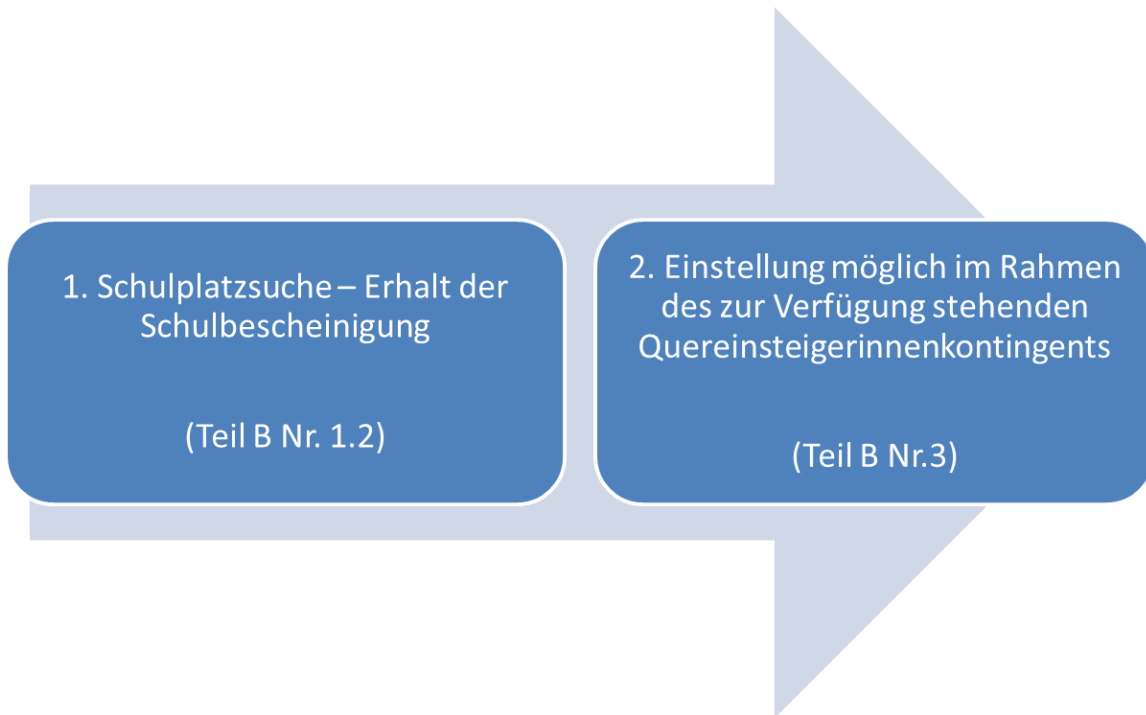 1. Schulplatzsuche – Erhalt der
Schulbescheinigung
(Teil B Nr. 1.2)
2. Einstellung möglich im Rahmen
des zur Verfügung stehenden
Quereinsteigerinnenkontingents
(Teil B Nr.3)